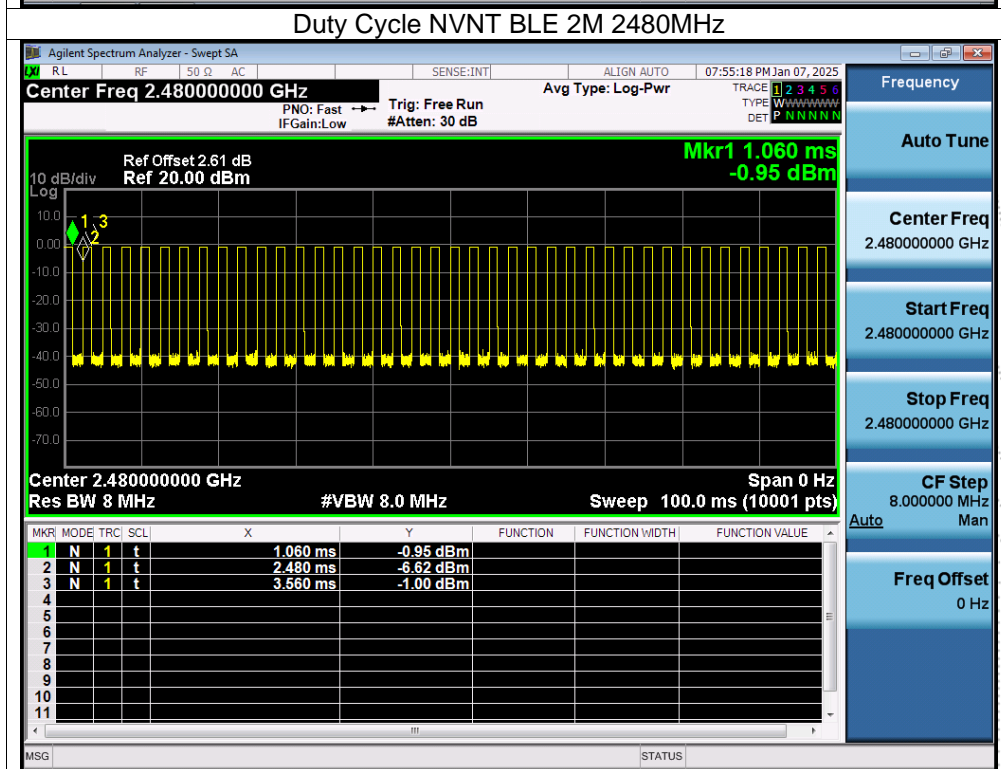 Duty Cycle NVNT BLE 2M 2480MHz
Agilent Spectrum Analyzer - Swept SA
LXI RL RF 50 Ω AC SENSE:INT ALIGN AUTO 07:55:18 PM Jan 07, 2025
Center Freq 2.480000000 GHz
PNO: Fast
IFGain:Low
Trig: Free Run
#Atten: 30 dB
Avg Type: Log-Pwr
TRACE 1 2 3 4 5 6
TYPE WWWWWWW
DET P N N N N N
Ref Offset 2.61 dB
Ref 20.00 dBm
10 dB/div
Log
Mkr1 1.060 ms
-0.95 dBm
10.0
0.00
-10.0
-20.0
-30.0
-40.0
-50.0
-60.0
-70.0
1
2
3
Center 2.480000000 GHz Span 0 Hz
Res BW 8 MHz #VBW 8.0 MHz Sweep 100.0 ms (10001 pts)
MKR MODE TRC SCL X Y FUNCTION FUNCTION WIDTH FUNCTION VALUE
1 N 1 t 1.060 ms -0.95 dBm
2 N 1 t 2.480 ms -6.62 dBm
3 N 1 t 3.560 ms -1.00 dBm
4
5
6
7
8
9
10
11
MSG STATUS
Frequency
Auto Tune
Center Freq
2.480000000 GHz
Start Freq
2.480000000 GHz
Stop Freq
2.480000000 GHz
CF Step
8.000000 MHz
Auto Man
Freq Offset
0 Hz